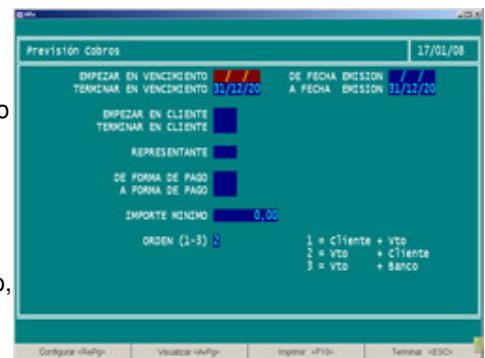 Previsión Cobros 17/01/08
EMPEZAR EN VENCIMIENTO / / DE FECHA EMISION / /
TERMINAR EN VENCIMIENTO 31/12/20 A FECHA EMISION 31/12/20
o
EMPEZAR EN CLIENTE
TERMINAR EN CLIENTE
REPRESENTANTE
DE FORMA DE PAGO
A FORMA DE PAGO
IMPORTE MINIMO 0,00
ORDEN (1-3) 2 1 = Cliente + Vto
2 = Vto + Cliente
3 = Vto + Banco
o,
Configurar <RePg> Visualizar <AvPg> Imprimir <F10> Terminar <ESC>